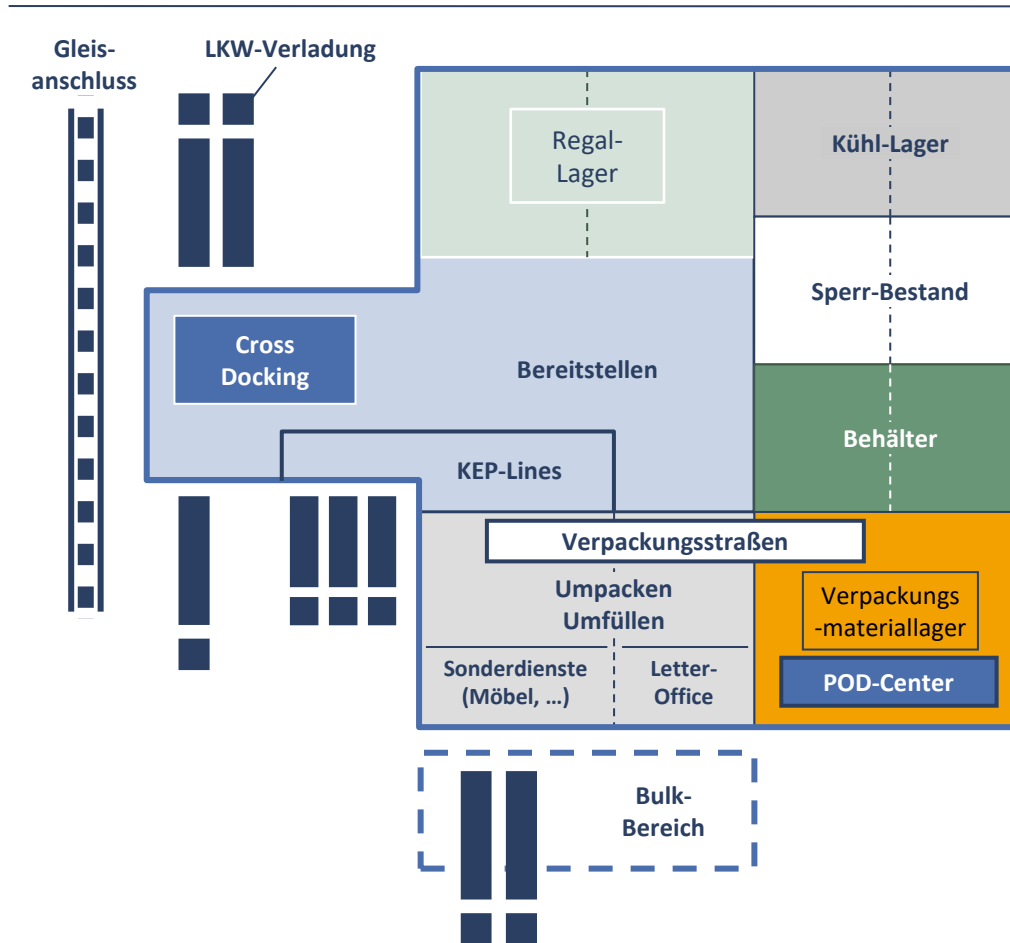 Gleis-
anschluss
LKW-Verladung
Regal-
Lager
Kühl-Lager
Sperr-Bestand
Cross
Docking
Bereitstellen
Behälter
KEP-Lines
Verpackungsstraßen
Umpacken
Umfüllen
Verpackungs
-materiallager
Sonderdienste
(Möbel, …)
Letter-
Office
POD-Center
Bulk-
Bereich